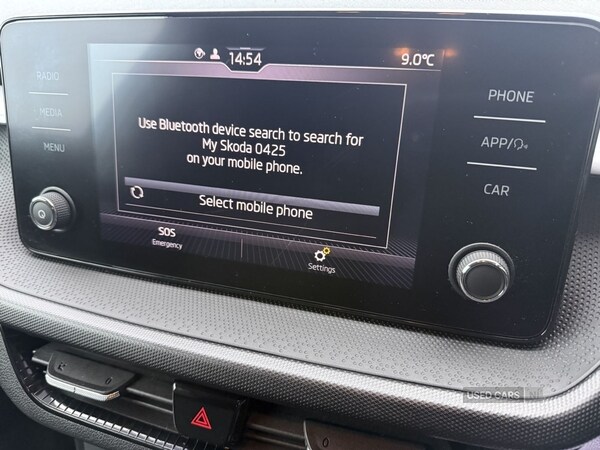 14:54
9.0°C
RADIO
MEDIA
MENU
Use Bluetooth device search to search for
My Skoda 0425
on your mobile phone.
Select mobile phone
SOS
Emergency
Settings
PHONE
APP/
CAR
USED CARS NI